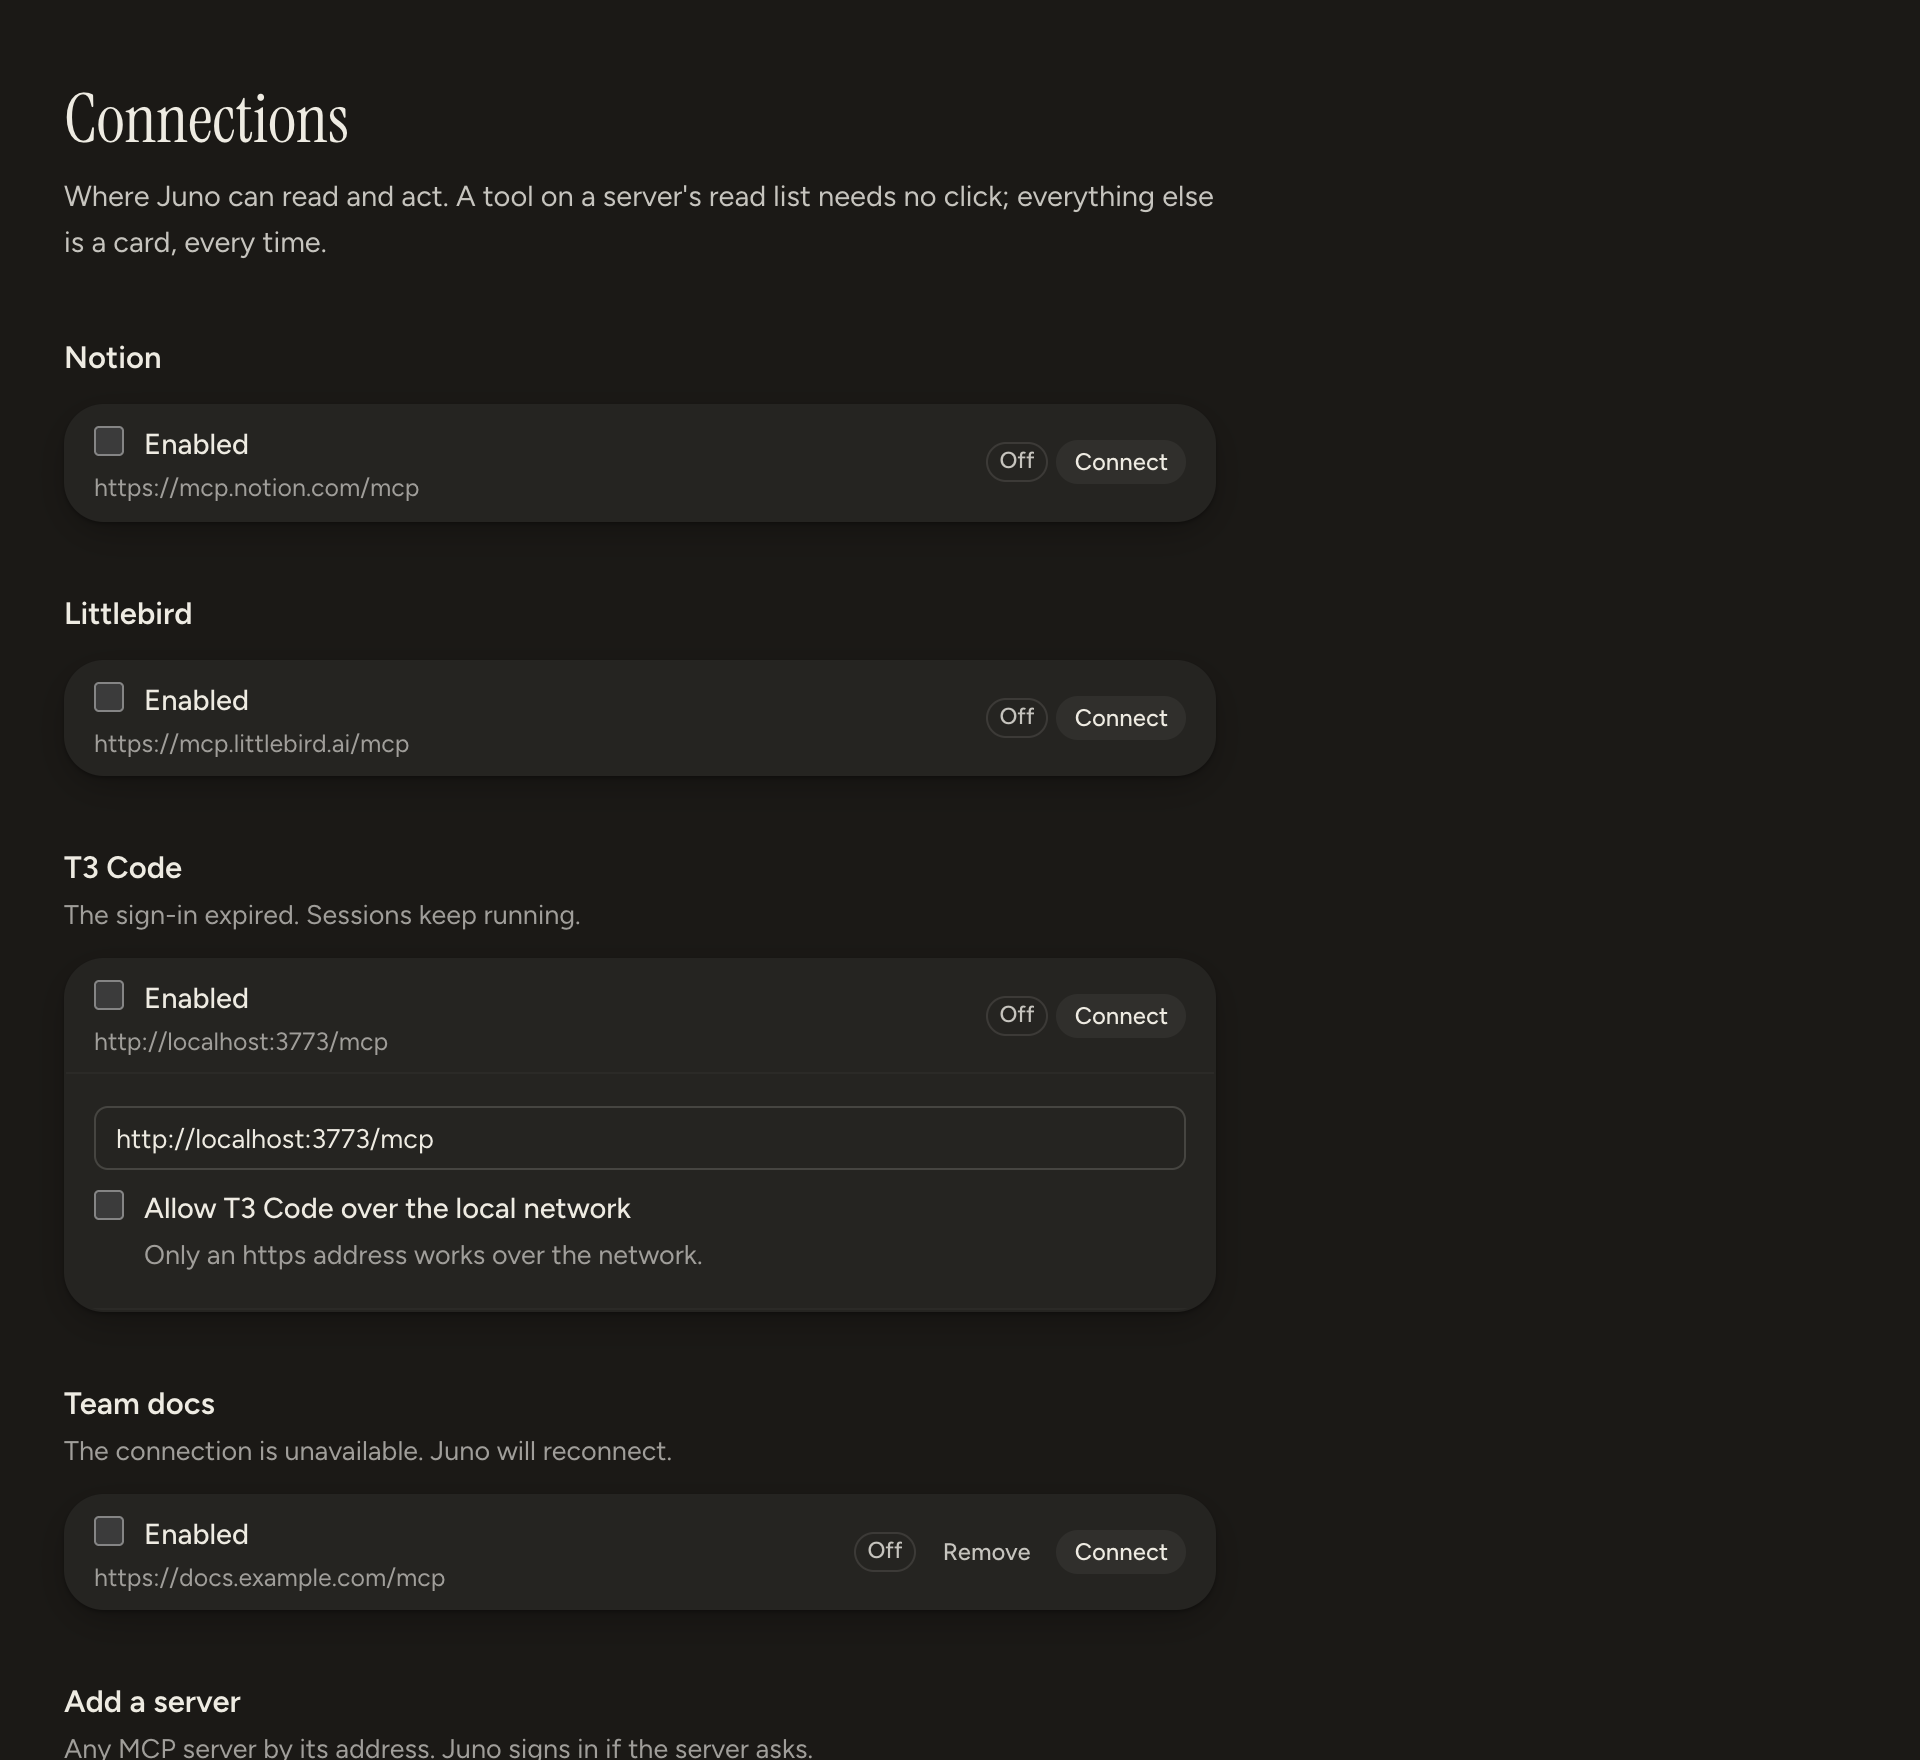 Connections
Where Juno can read and act. A tool on a server's read list needs no click; everything else
is a card, every time.
Notion
Enabled
Off
Connect
https://mcp.notion.com/mcp
Littlebird
Enabled
Off
Connect
https://mcp.littlebird.ai/mcp
T3 Code
The sign-in expired. Sessions keep running.
Enabled
Off
Connect
http://localhost:3773/mcp
http://localhost:3773/mcp
Allow T3 Code over the local network
Only an https address works over the network.
Team docs
The connection is unavailable. Juno will reconnect.
Enabled
Off
Remove
Connect
https://docs.example.com/mcp
Add a server
Any MCP server by its address. Juno signs in if the server asks.